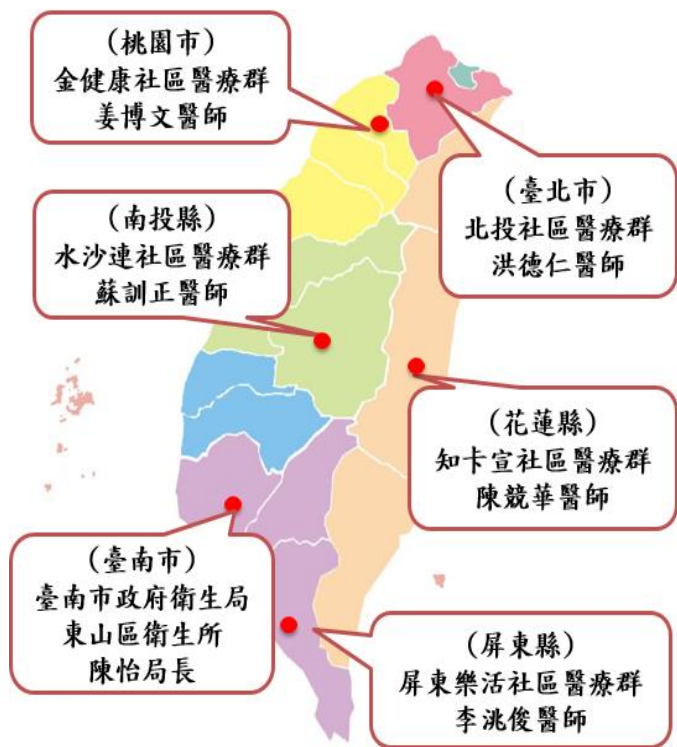 （桃園市）
金健康社區醫療群
姜博文醫師
（臺北市）
北投社區醫療群
洪德仁醫師
（南投縣）
水沙連社區醫療群
蘇訓正醫師
（花蓮縣）
知卡宣社區醫療群
陳競華醫師
（臺南市）
臺南市政府衛生局
東山區衛生所
陳怡局長
（屏東縣）
屏東樂活社區醫療群
李洮俊醫師